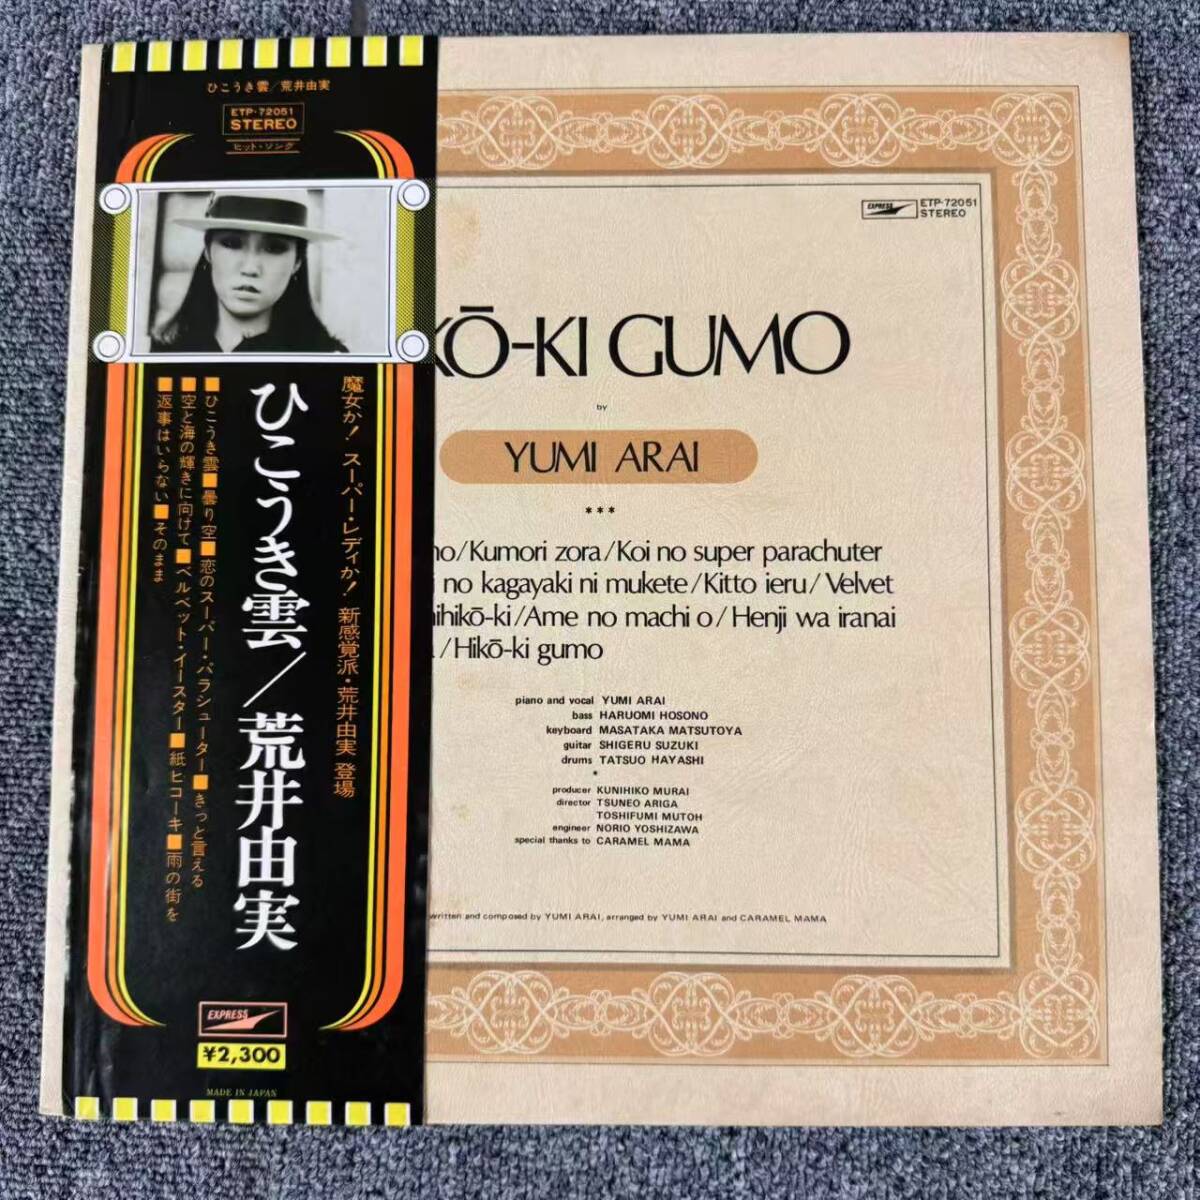 ひこうき雲/荒井由実
ETP-72051
STEREO
ヒット・ソング
魔女か!スーパー・レディか!新感覚派・荒井由実 登場
ひこうき雲/荒井由実
■ひこうき雲■曇り空■恋のスーパー・パラシューター■きっと言える
■空と海の輝きに向けて■ベルベット・イースター■紙ヒコーキ■雨の街を
■返事はいらない■そのまま
EXPRESS
¥2,300
MADE IN JAPAN
EXPRESS
ETP-72051
STEREO
KŌ-KI GUMO
by
YUMI ARAI
***
no/Kumori zora/Koi no super parachuter
i no kagayaki ni mukete/Kitto ieru/Velvet
mihikō-ki/Ame no machi o/Henji wa iranai
/Hikō-ki gumo
piano and vocal YUMI ARAI
bass HARUOMI HOSONO
keyboard MASATAKA MATSUTOYA
guitar SHIGERU SUZUKI
drums TATSUO HAYASHI
*
producer KUNIHIKO MURAI
director TSUNEO ARIGA
TOSHIFUMI MUTOH
engineer NORIO YOSHIZAWA
special thanks to CARAMEL MAMA
written and composed by YUMI ARAI, arranged by YUMI ARAI and CARAMEL MAMA